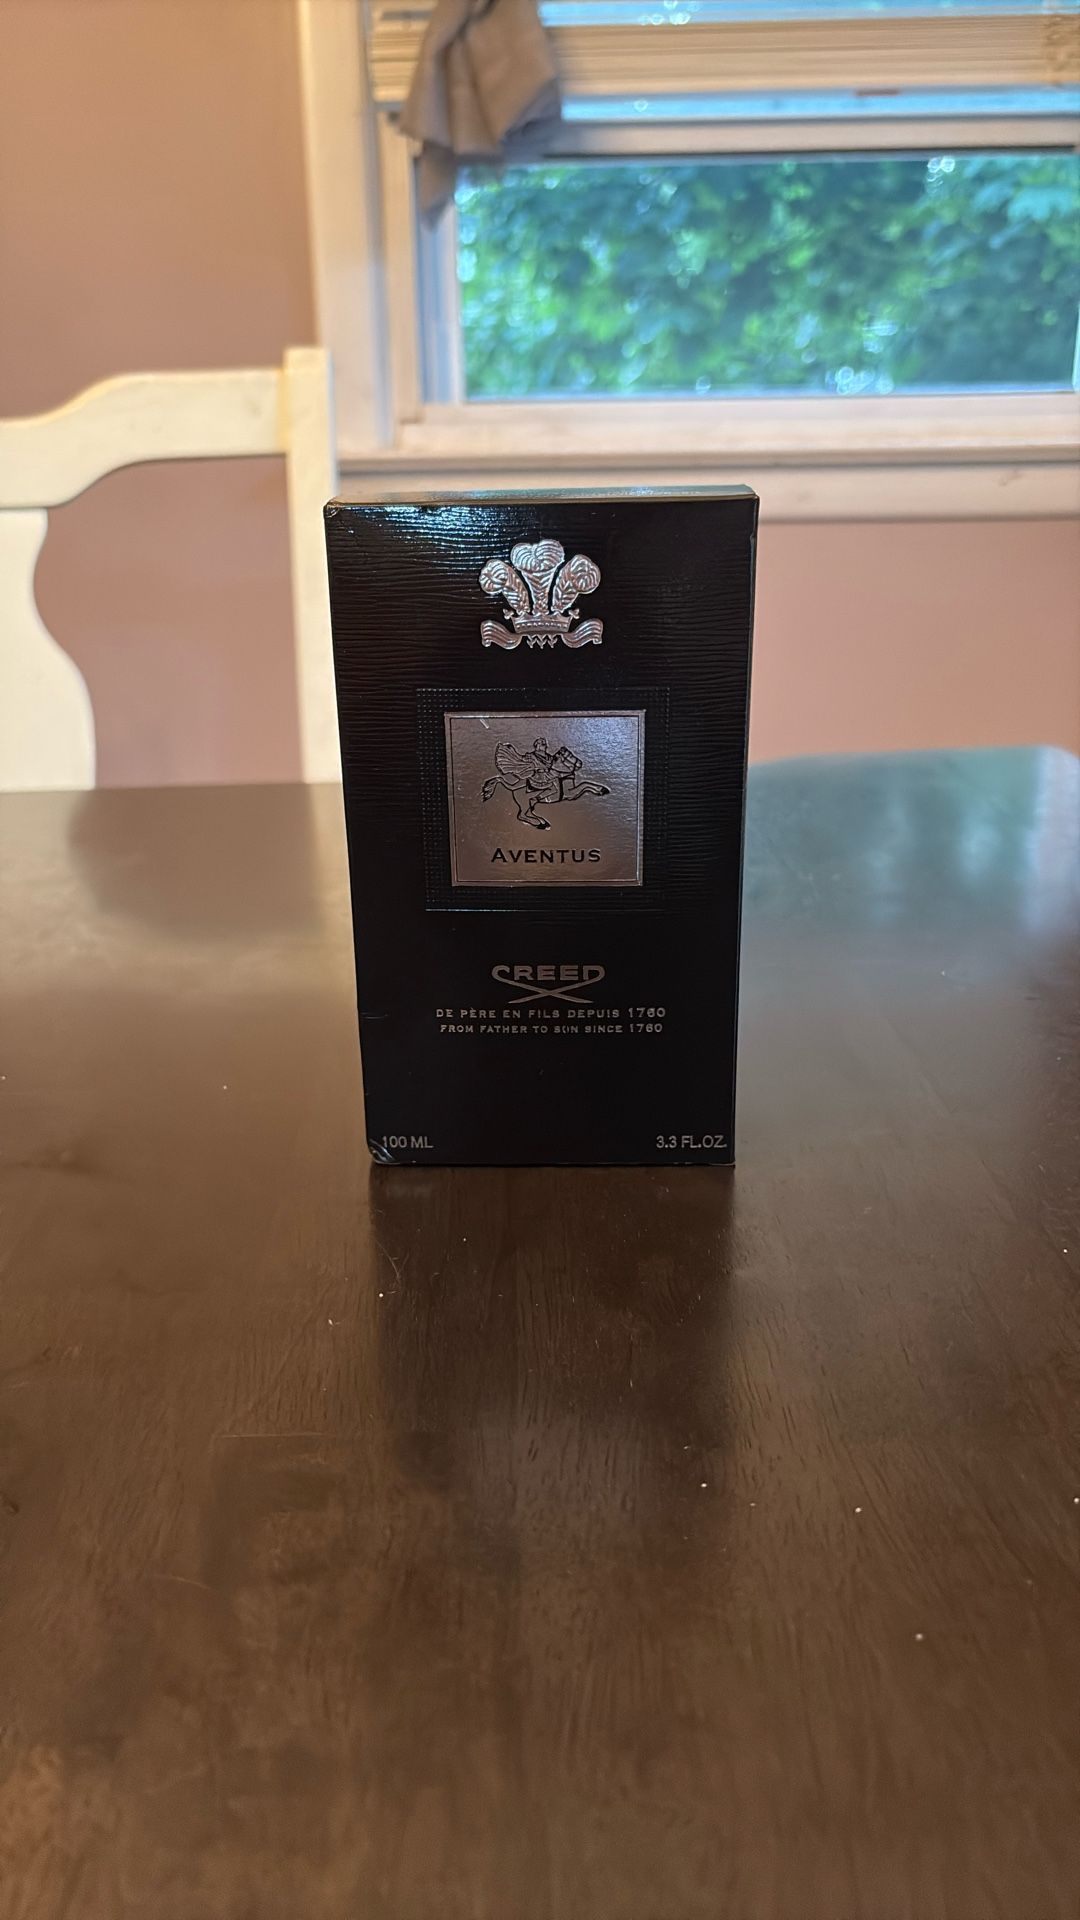 AVENTUS
CREED
DE PÈRE EN FILS DEPUIS 1760
FROM FATHER TO SON SINCE 1760
100 ML
3.3 FL.OZ.